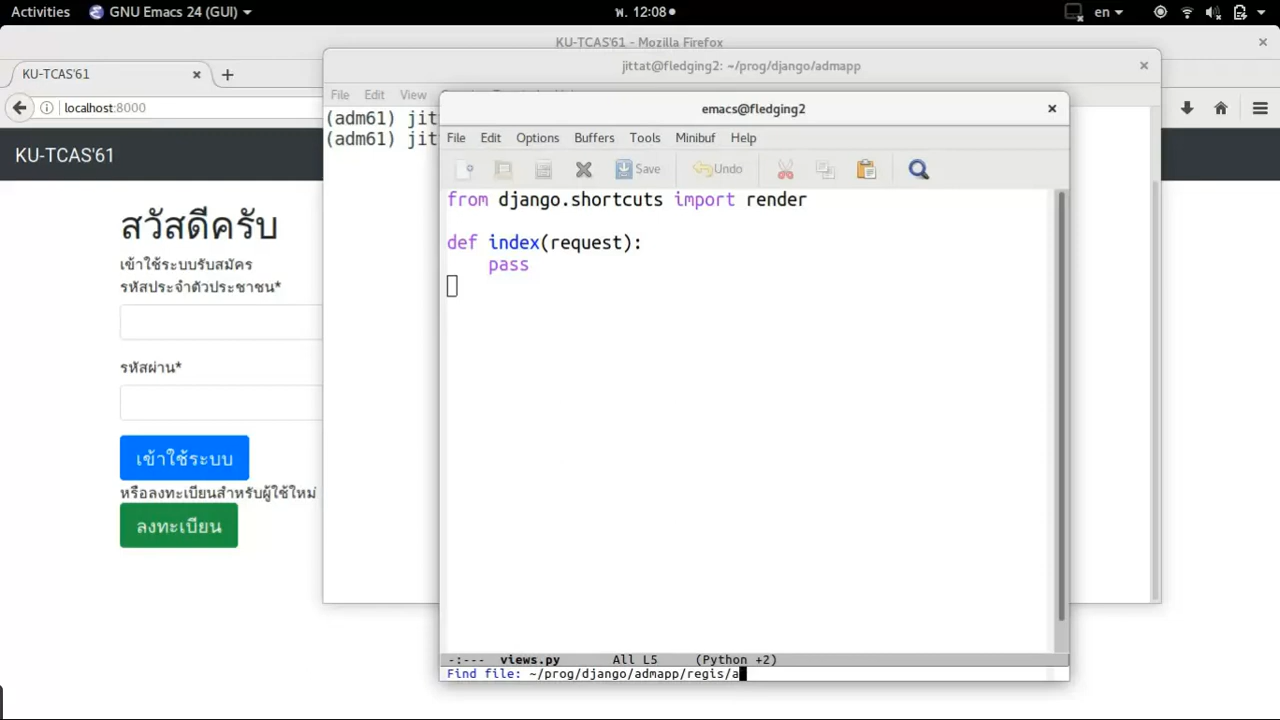 Activities GNU Emacs 24 (GUI) พ. 12:08 en
KU-TCAS'61 - Mozilla Firefox
KU-TCAS'61
localhost:8000
KU-TCAS'61
สวัสดีครับ
เข้าใช้ระบบรับสมัคร
รหัสประจำตัวประชาชน*
รหัสผ่าน*
เข้าใช้ระบบ
หรือลงทะเบียนสำหรับผู้ใช้ใหม่
ลงทะเบียน
jittat@fledging2: ~/prog/django/admapp
File Edit View
(adm61) jit
(adm61) jit
emacs@fledging2
File Edit Options Buffers Tools Minibuf Help
Save Undo
from django.shortcuts import render
def index(request):
pass
-:--- views.py All L5 (Python +2)
Find file: ~/prog/django/admapp/regis/a